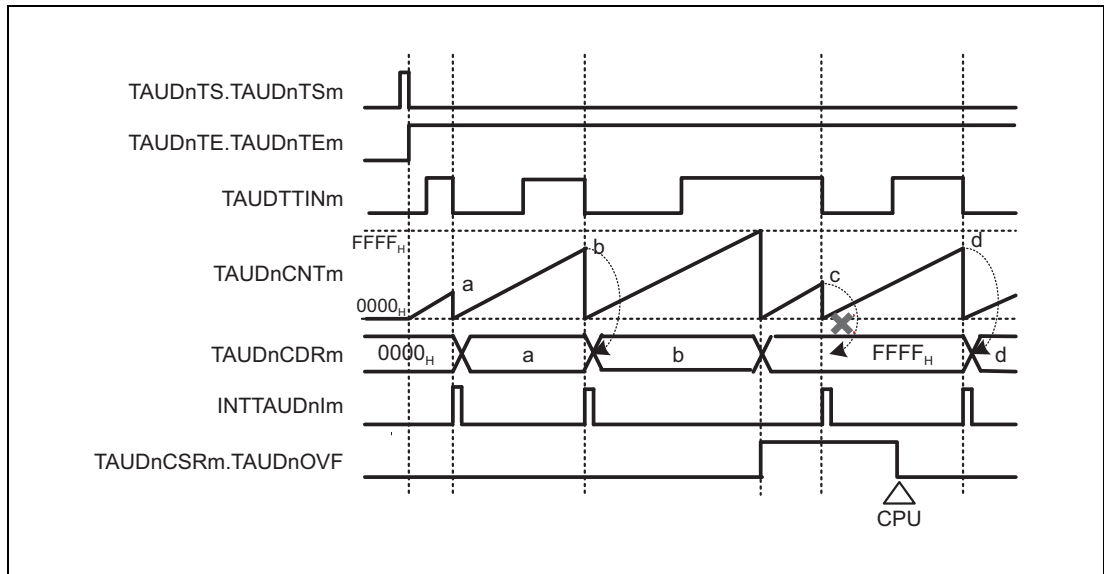 TAUDnTS.TAUDnTSm
TAUDnTE.TAUDnTEm
TAUDTTINm
FFFFH
TAUDnCNTm
0000H
a
b
c
d
TAUDnCDRm
0000H
a
b
FFFFH
d
INTTAUDnIm
TAUDnCSRm.TAUDnOVF
CPU